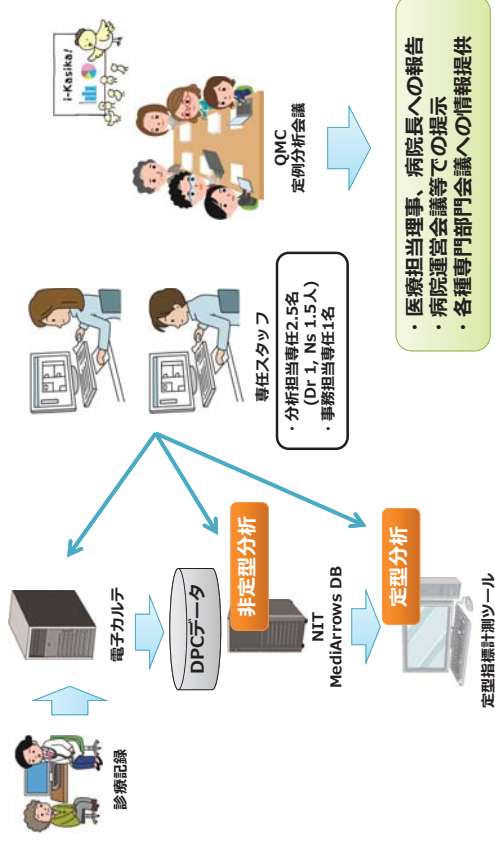 診療記録
電子カルテ
DPCデータ
非定型分析
NIT
MediArrows DB
定型分析
定型指標計測ツール
専任スタッフ
・分析担当専任2.5名
(Dr 1, Ns 1.5人)
・事務担当専任1名
i-Kasika!
QMC
定例分析会議
・医療担当理事、病院長への報告
・病院運営会議等での提示
・各種専門部門会議への情報提供